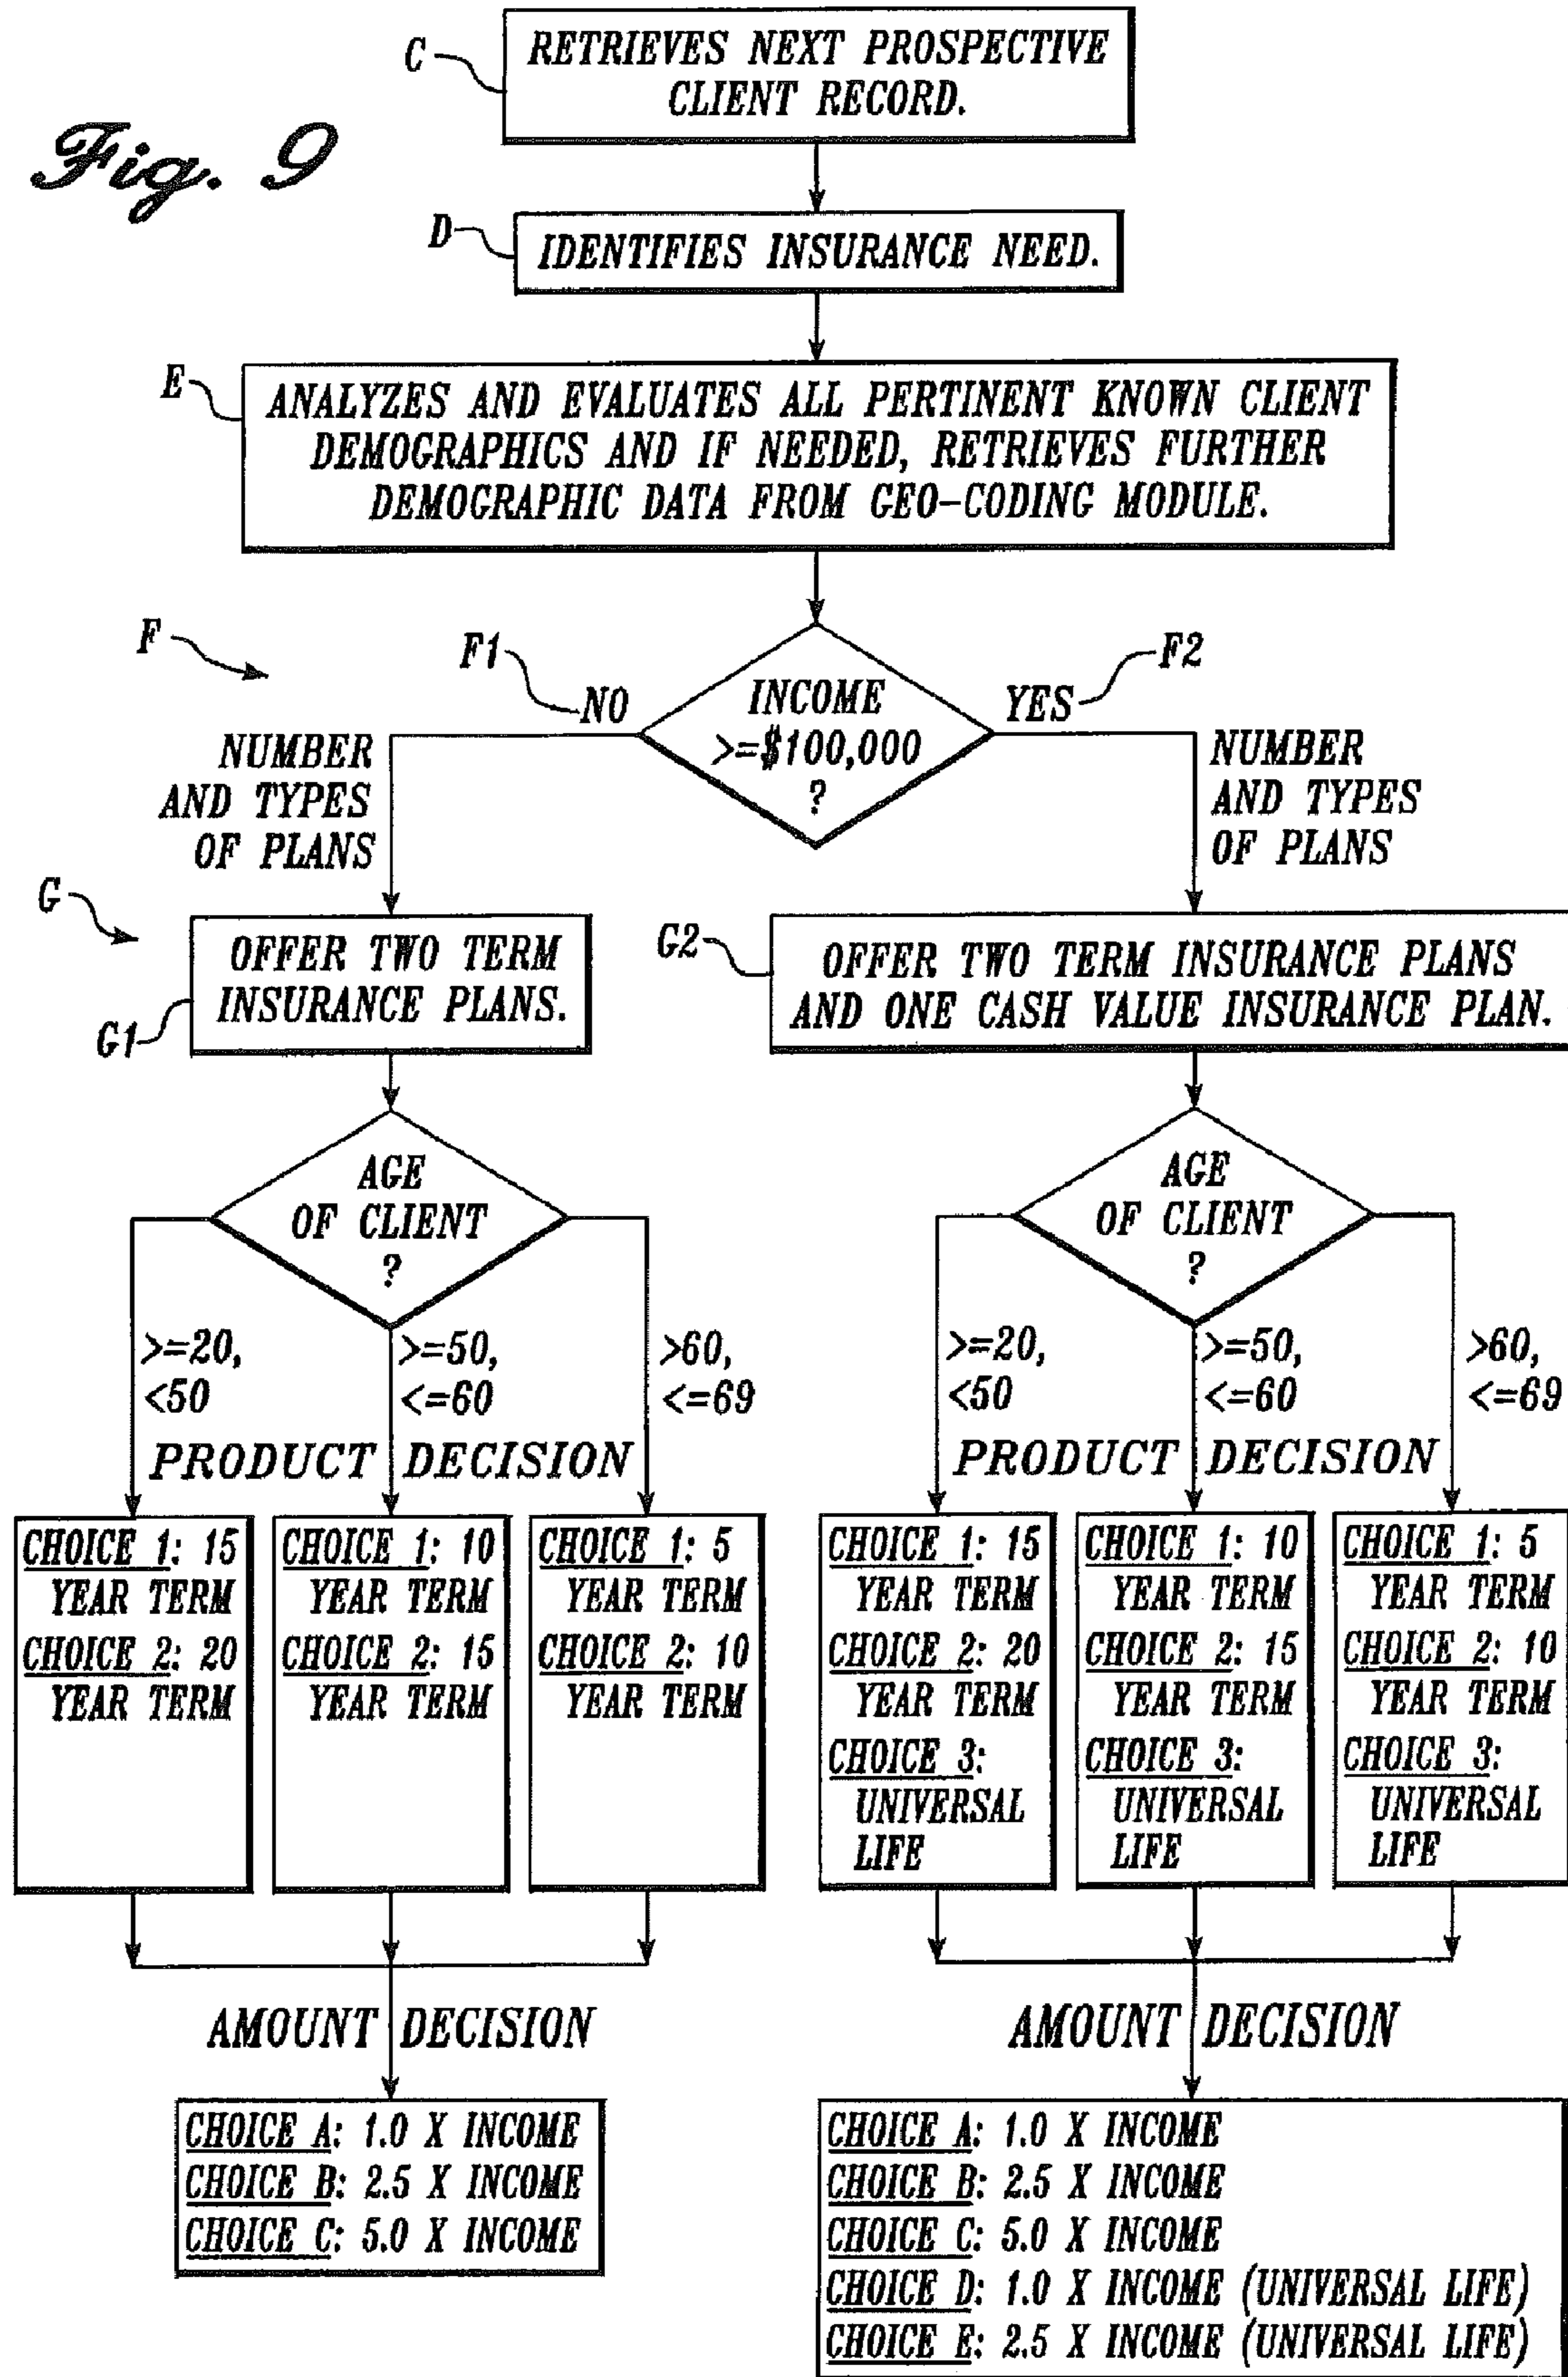 Fig. 9
C
RETRIEVES NEXT PROSPECTIVE
CLIENT RECORD.
D
IDENTIFIES INSURANCE NEED.
E
ANALYZES AND EVALUATES ALL PERTINENT KNOWN CLIENT
DEMOGRAPHICS AND IF NEEDED, RETRIEVES FURTHER
DEMOGRAPHIC DATA FROM GEO-CODING MODULE.
F
F1
NO
INCOME
>=$100,000
?
YES
F2
NUMBER
AND TYPES
OF PLANS
NUMBER
AND TYPES
OF PLANS
G
OFFER TWO TERM
INSURANCE PLANS.
G1
G2
OFFER TWO TERM INSURANCE PLANS
AND ONE CASH VALUE INSURANCE PLAN.
AGE
OF CLIENT
?
>=20,
<50
>=50,
<=60
>60,
<=69
PRODUCT DECISION
CHOICE 1: 15
YEAR TERM
CHOICE 2: 20
YEAR TERM
CHOICE 1: 10
YEAR TERM
CHOICE 2: 15
YEAR TERM
CHOICE 1: 5
YEAR TERM
CHOICE 2: 10
YEAR TERM
AMOUNT DECISION
CHOICE A: 1.0 X INCOME
CHOICE B: 2.5 X INCOME
CHOICE C: 5.0 X INCOME
AGE
OF CLIENT
?
>=20,
<50
>=50,
<=60
>60,
<=69
PRODUCT DECISION
CHOICE 1: 15
YEAR TERM
CHOICE 2: 20
YEAR TERM
CHOICE 3:
UNIVERSAL
LIFE
CHOICE 1: 10
YEAR TERM
CHOICE 2: 15
YEAR TERM
CHOICE 3:
UNIVERSAL
LIFE
CHOICE 1: 5
YEAR TERM
CHOICE 2: 10
YEAR TERM
CHOICE 3:
UNIVERSAL
LIFE
AMOUNT DECISION
CHOICE A: 1.0 X INCOME
CHOICE B: 2.5 X INCOME
CHOICE C: 5.0 X INCOME
CHOICE D: 1.0 X INCOME (UNIVERSAL LIFE)
CHOICE E: 2.5 X INCOME (UNIVERSAL LIFE)